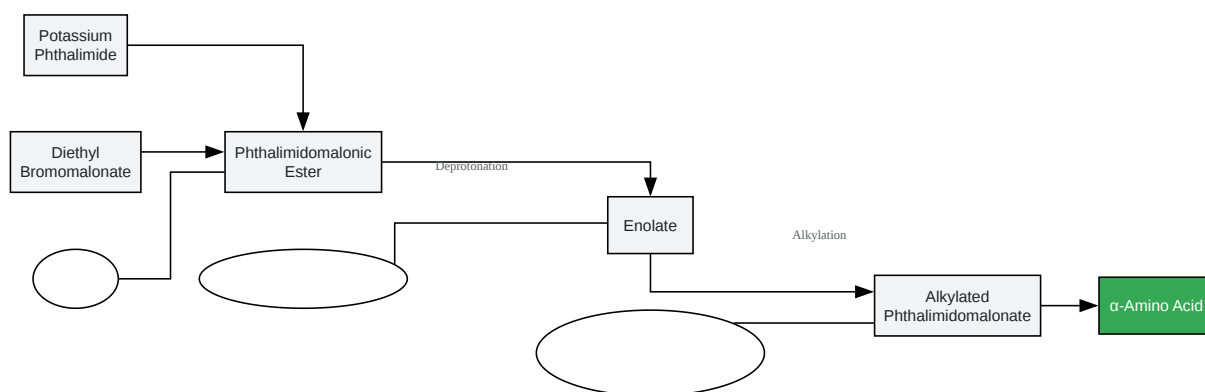 Potassium
Phthalimide
Diethyl
Bromomalonate
Phthalimidomalonic
Ester
Deprotonation
Enolate
Alkylation
Alkylated
Phthalimidomalonate
α-Amino Acid